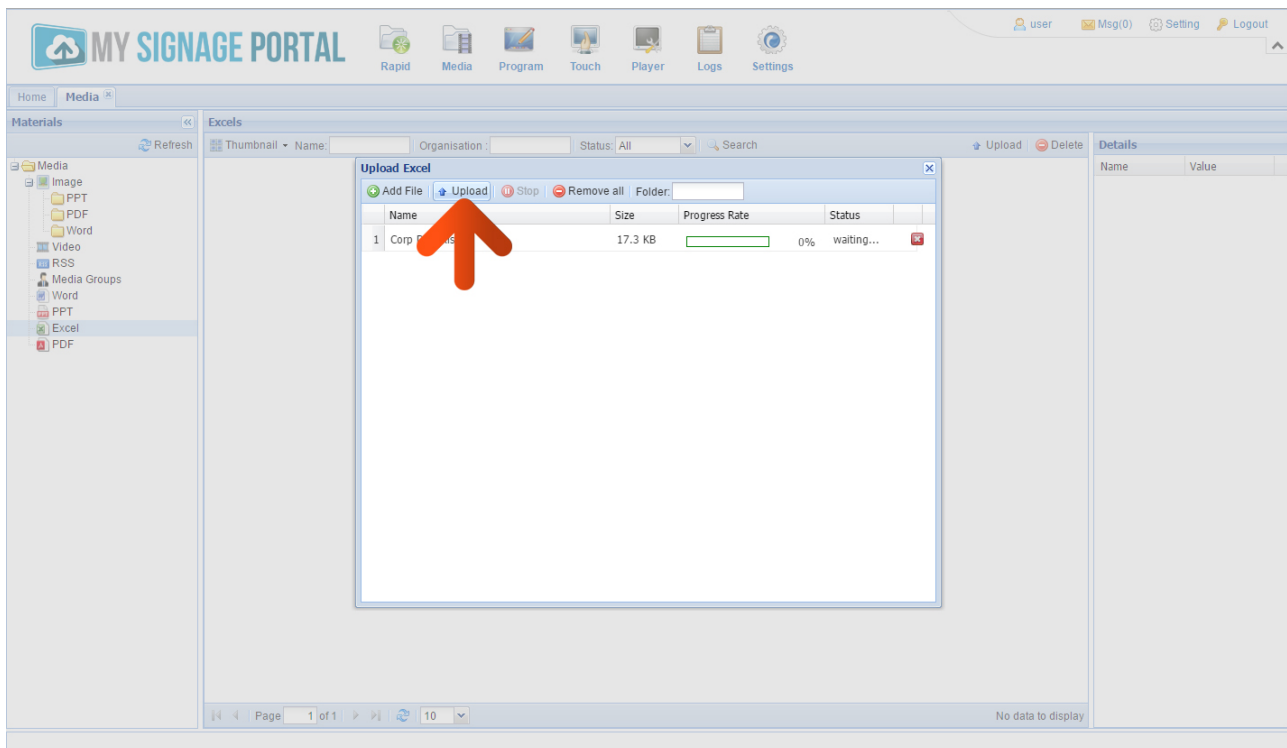 MY SIGNAGE PORTAL
Rapid Media Program Touch Player Logs Settings
user Msg(0) Setting Logout
Home Media
Materials
Refresh
Media
Image
PPT
PDF
Word
Video
RSS
Media Groups
Word
PPT
Excel
PDF
Excels
Thumbnail Name: Organisation : Status: All Search Upload Delete
Upload Excel
Add File Upload Stop Remove all Folder:
Name Size Progress Rate Status
1 Corp 17.3 KB 0% waiting...
Page 1 of 1 10 No data to display
Details
Name Value